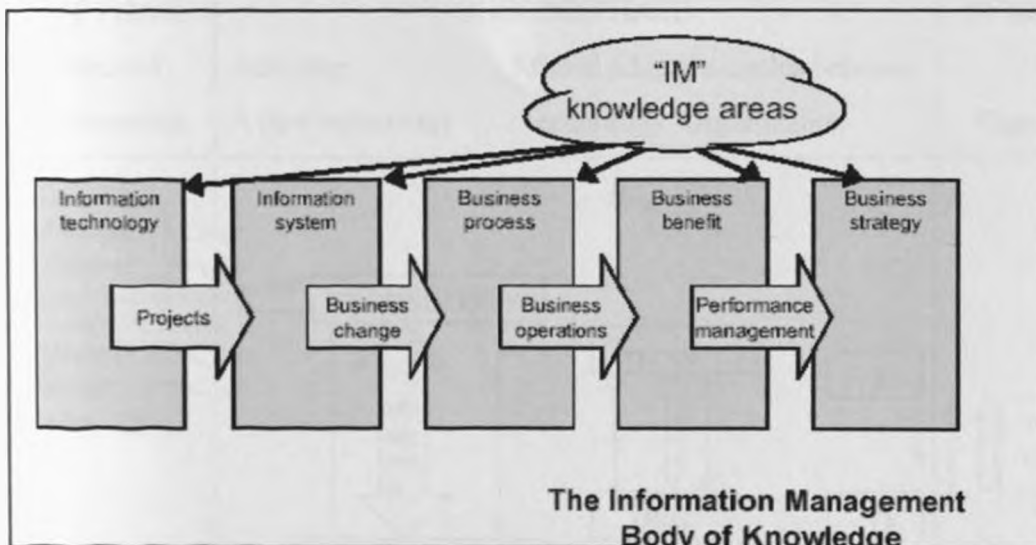 "IM"
knowledge areas
Information
technology
Information
system
Business
process
Business
benefit
Business
strategy
Projects
Business
change
Business
operations
Performance
management
The Information Management
Body of Knowledge